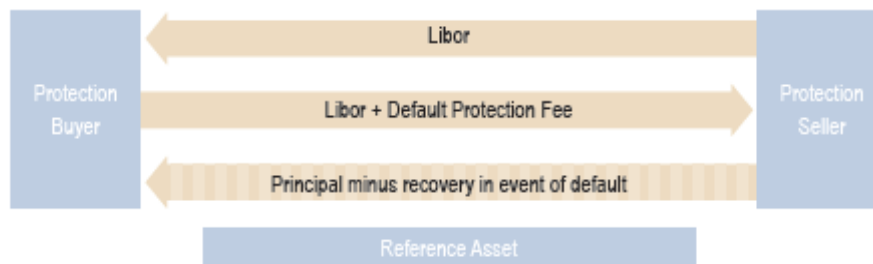 Libor
Protection
Buyer
Libor + Default Protection Fee
Protection
Seller
Principal minus recovery in event of default
Reference Asset